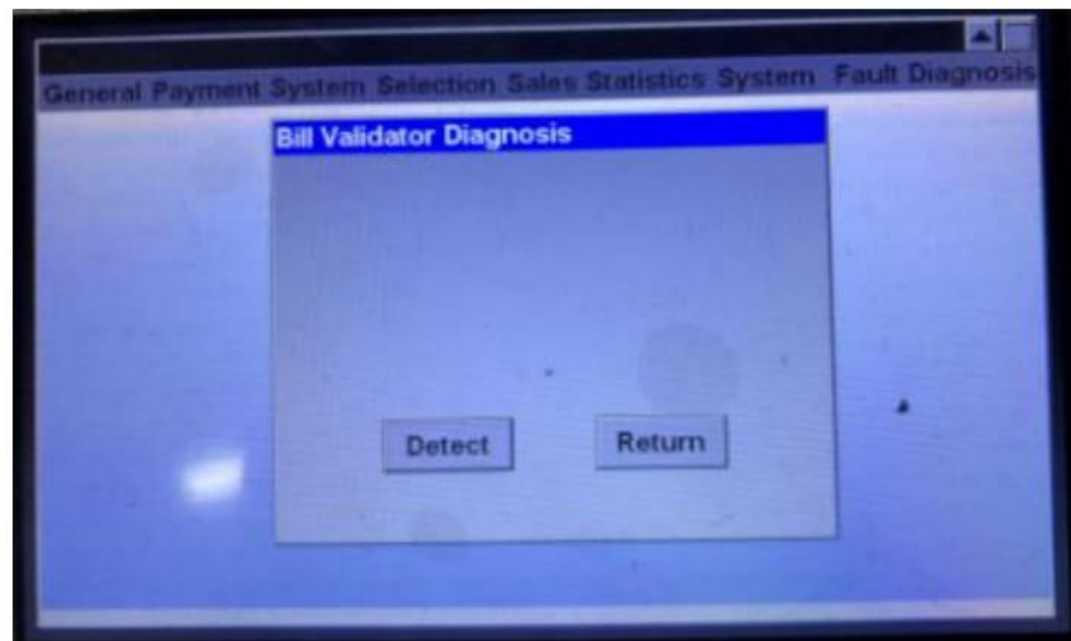 General Payment System Selection Sales Statistics System Fault Diagnosis
Bill Validator Diagnosis
Detect Return